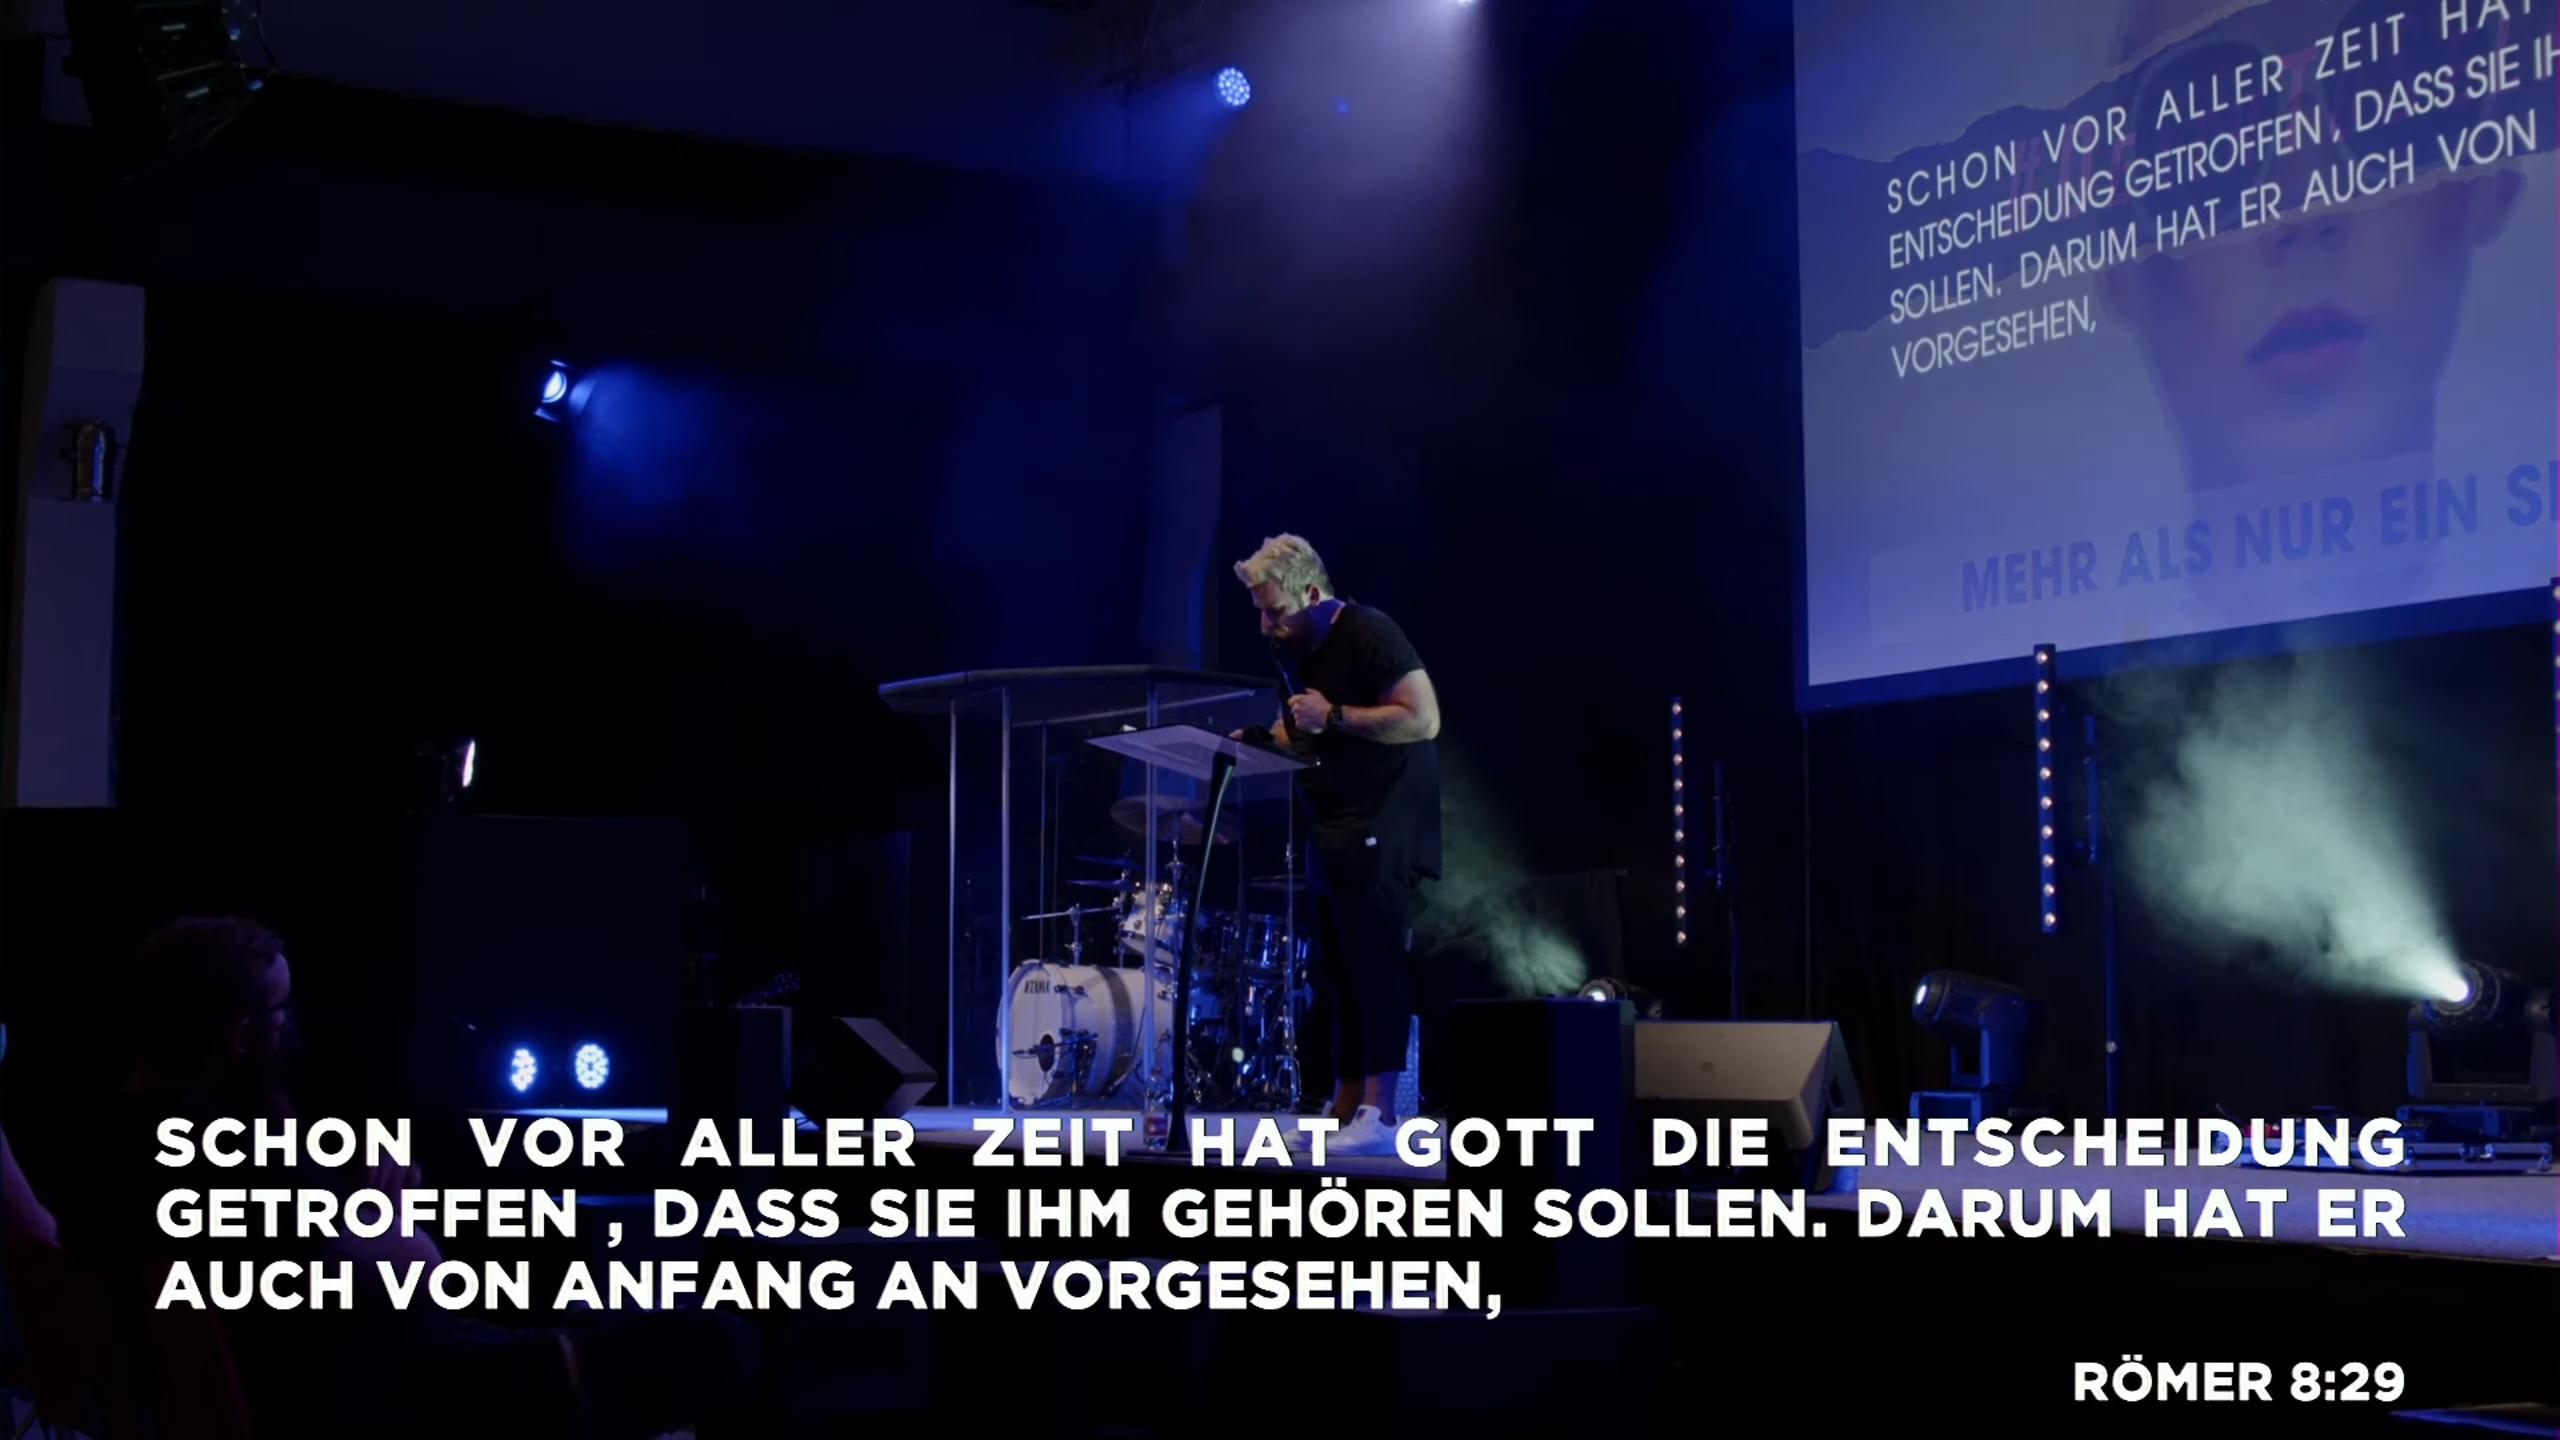 SCHON VOR ALLER ZEIT HAT
ENTSCHEIDUNG GETROFFEN , DASS SIE
SOLLEN. DARUM HAT ER AUCH VON
VORGESEHEN,
MEHR ALS NUR EIN
TAMA
SCHON VOR ALLER ZEIT HAT GOTT DIE ENTSCHEIDUNG
GETROFFEN , DASS SIE IHM GEHÖREN SOLLEN. DARUM HAT ER
AUCH VON ANFANG AN VORGESEHEN,
RÖMER 8:29